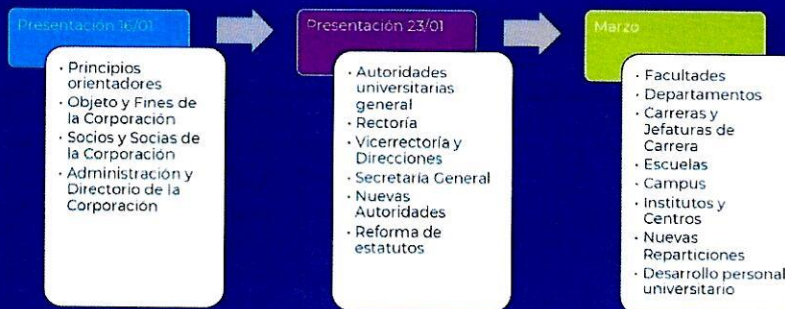 Presentación 16/01
· Principios
orientadores
· Objeto y Fines de
la Corporación
· Socios y Socias de
la Corporación
· Administración y
Directorio de la
Corporación
Presentación 23/01
· Autoridades
universitarias
general
· Rectoría
· Vicerrectoría y
Direcciones
· Secretaría General
· Nuevas
Autoridades
· Reforma de
estatutos
Marzo
· Facultades
· Departamentos
· Carreras y
Jefaturas de
Carrera
· Escuelas
· Campus
· Institutos y
Centros
· Nuevas
Reparticiones
· Desarrollo personal
universitario